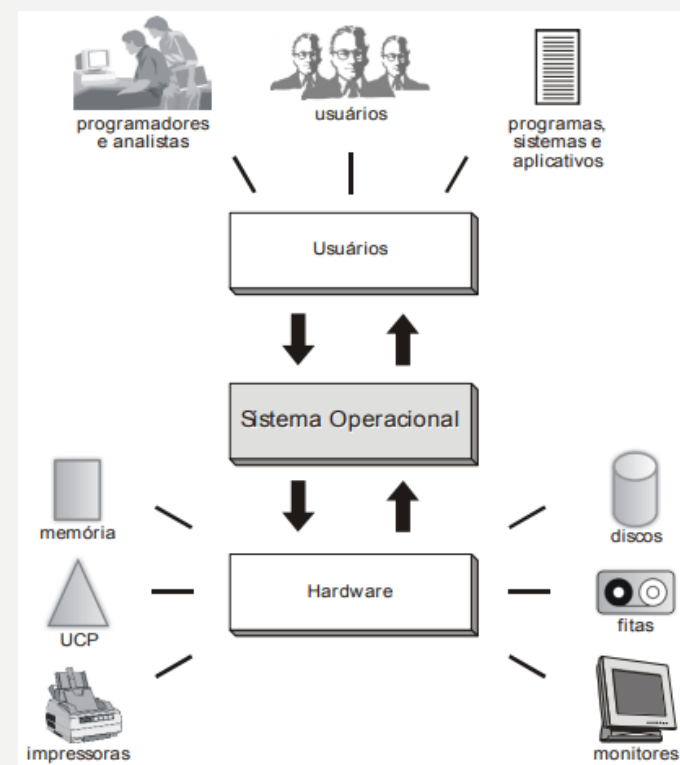 programadores
e analistas
usuários
programas,
sistemas e
aplicativos
Usuários
Sistema Operacional
memória
discos
Hardware
UCP
fitas
impressoras
monitores